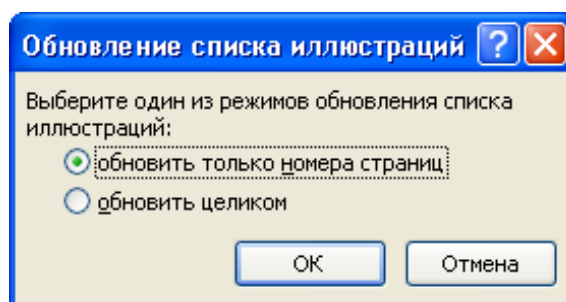 Обновление списка иллюстраций
Выберите один из режимов обновления списка
иллюстраций:
обновить только номера страниц
обновить целиком
ОК Отмена